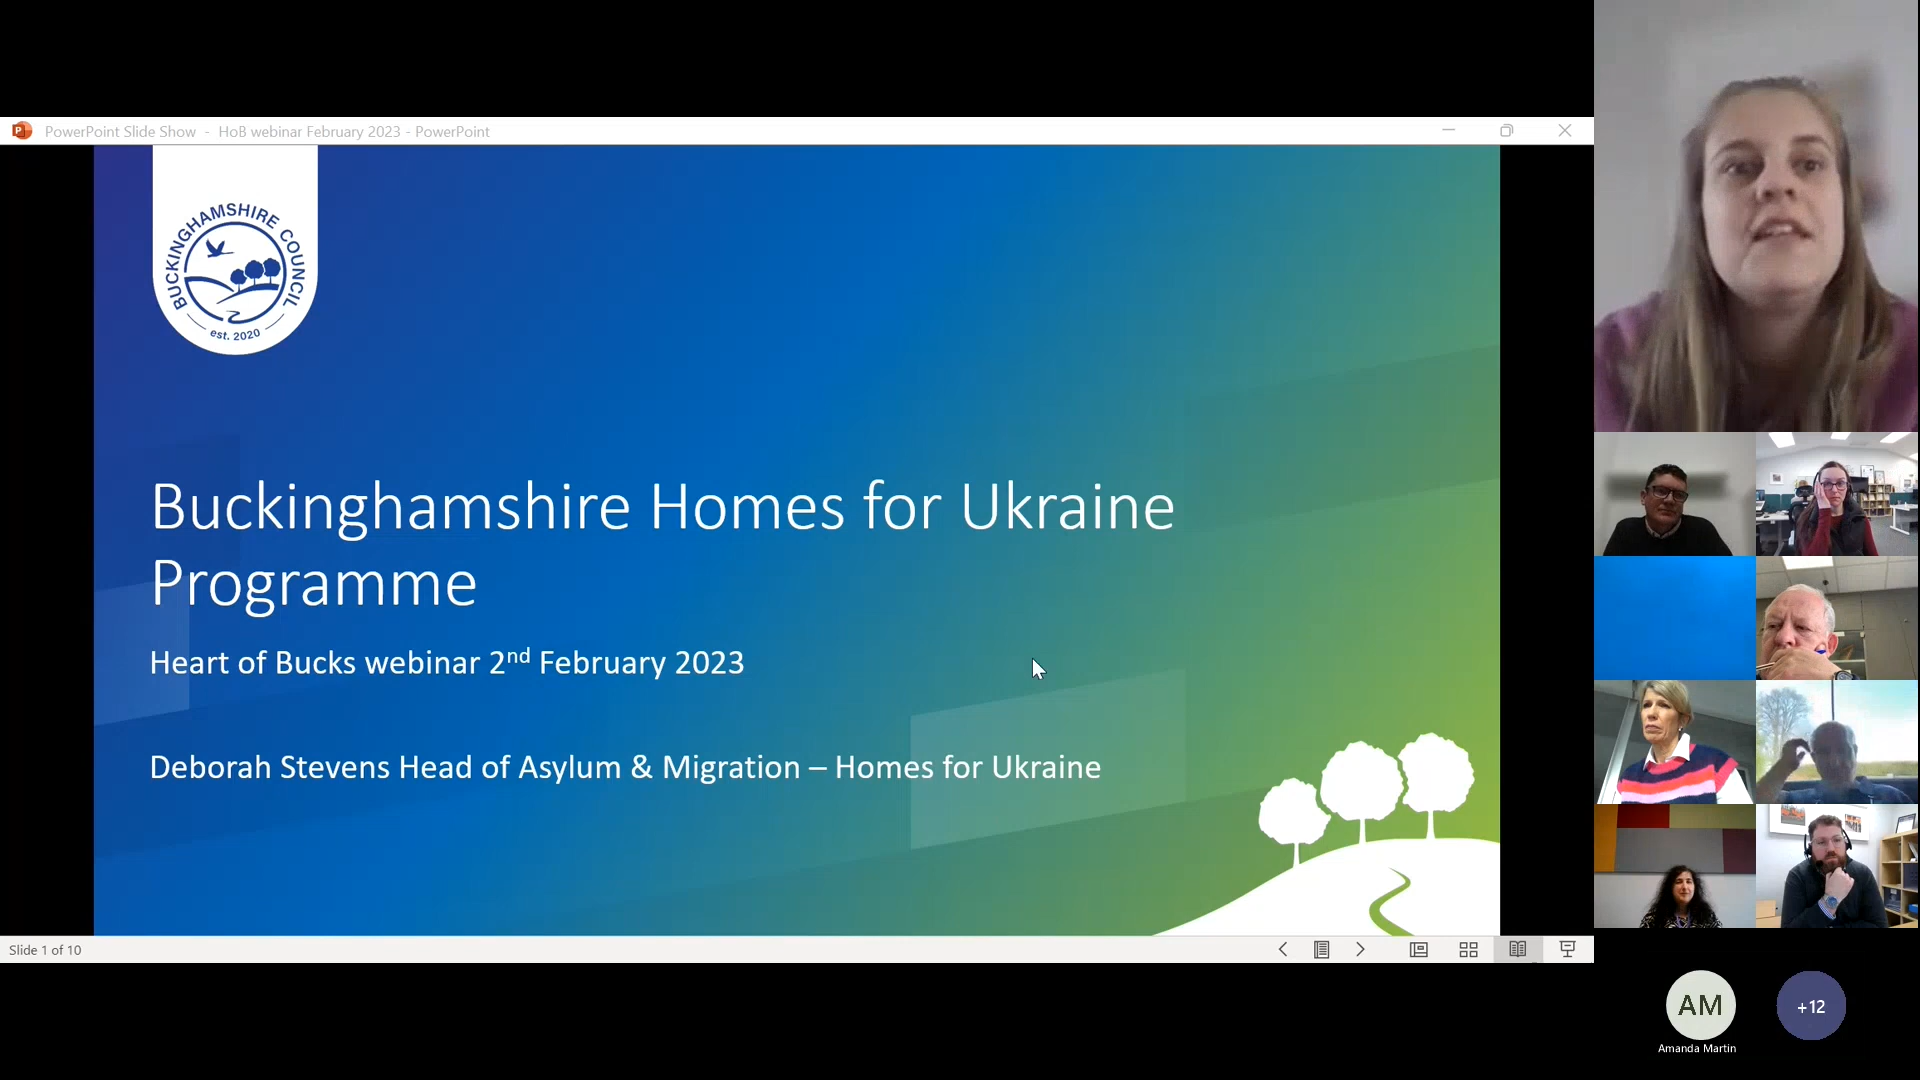 PowerPoint Slide Show - HoB webinar February 2023 - PowerPoint
BUCKINGHAMSHIRE COUNCIL
est. 2020
Buckinghamshire Homes for Ukraine
Programme
Heart of Bucks webinar 2nd February 2023
Deborah Stevens Head of Asylum & Migration – Homes for Ukraine
Slide 1 of 10
AM
+12
Amanda Martin